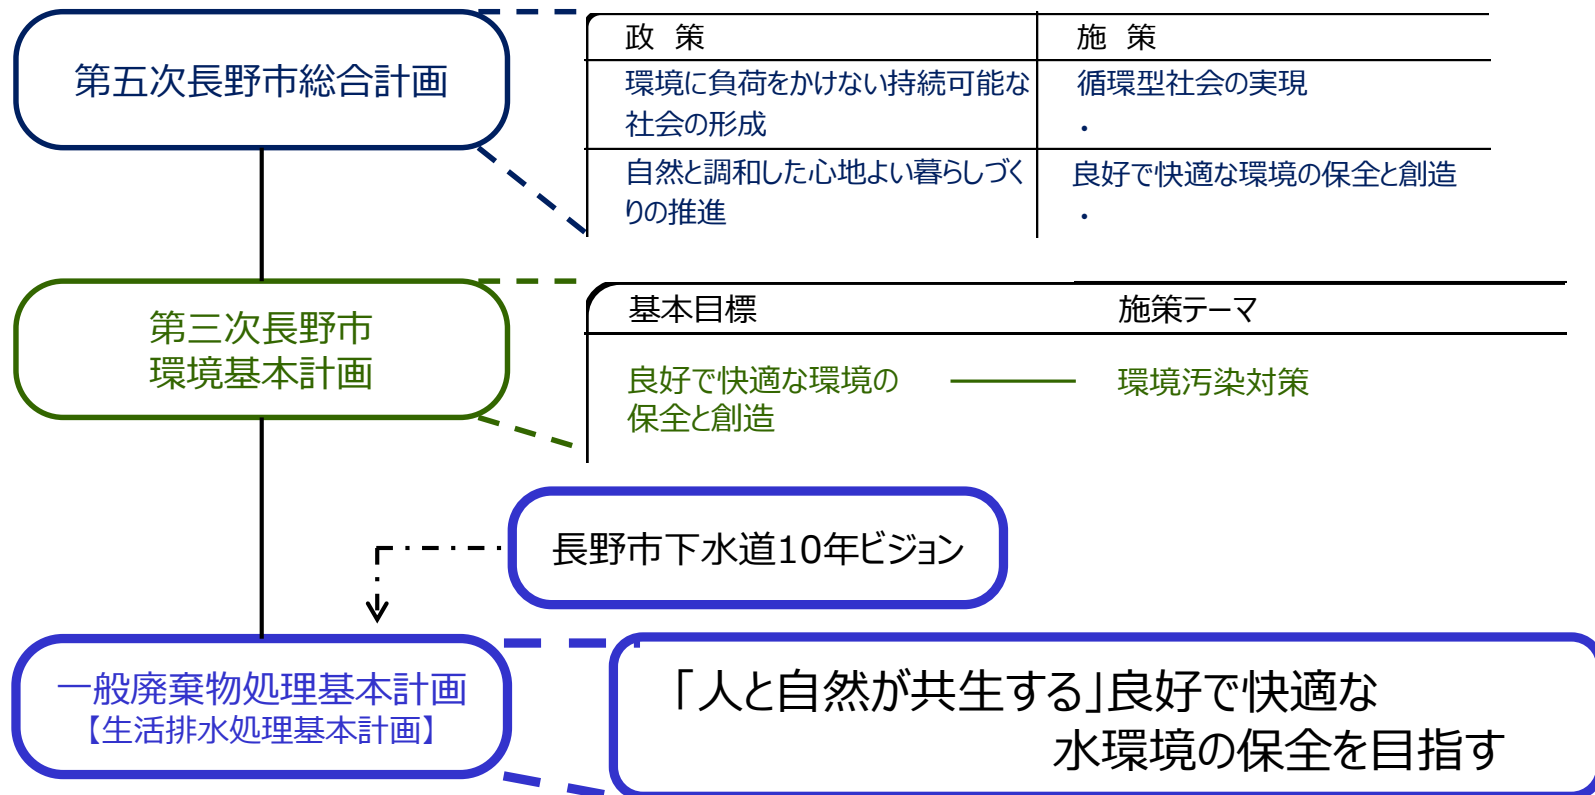 第五次長野市総合計画
政 策
施 策
環境に負荷をかけない持続可能な
社会の形成
循環型社会の実現
・
自然と調和した心地よい暮らしづく
りの推進
良好で快適な環境の保全と創造
・
第三次長野市
環境基本計画
基本目標
施策テーマ
良好で快適な環境の
保全と創造
環境汚染対策
長野市下水道10年ビジョン
一般廃棄物処理基本計画
【生活排水処理基本計画】
「人と自然が共生する」良好で快適な
水環境の保全を目指す